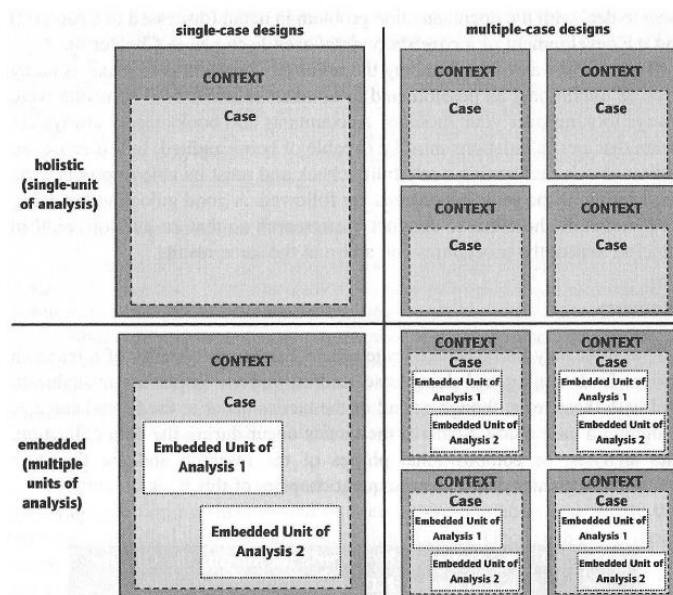 single-case designs
multiple-case designs
CONTEXT
Case
holistic
(single-unit
of analysis)
CONTEXT
Case
CONTEXT
Case
CONTEXT
Case
CONTEXT
Case
CONTEXT
Case
Embedded Unit of
Analysis 1
Embedded Unit of
Analysis 2
embedded
(multiple
units of
analysis)
CONTEXT
Case
Embedded Unit of
Analysis 1
Embedded Unit of
Analysis 2
CONTEXT
Case
Embedded Unit of
Analysis 1
Embedded Unit of
Analysis 2
CONTEXT
Case
Embedded Unit of
Analysis 1
Embedded Unit of
Analysis 2
CONTEXT
Case
Embedded Unit of
Analysis 1
Embedded Unit of
Analysis 2